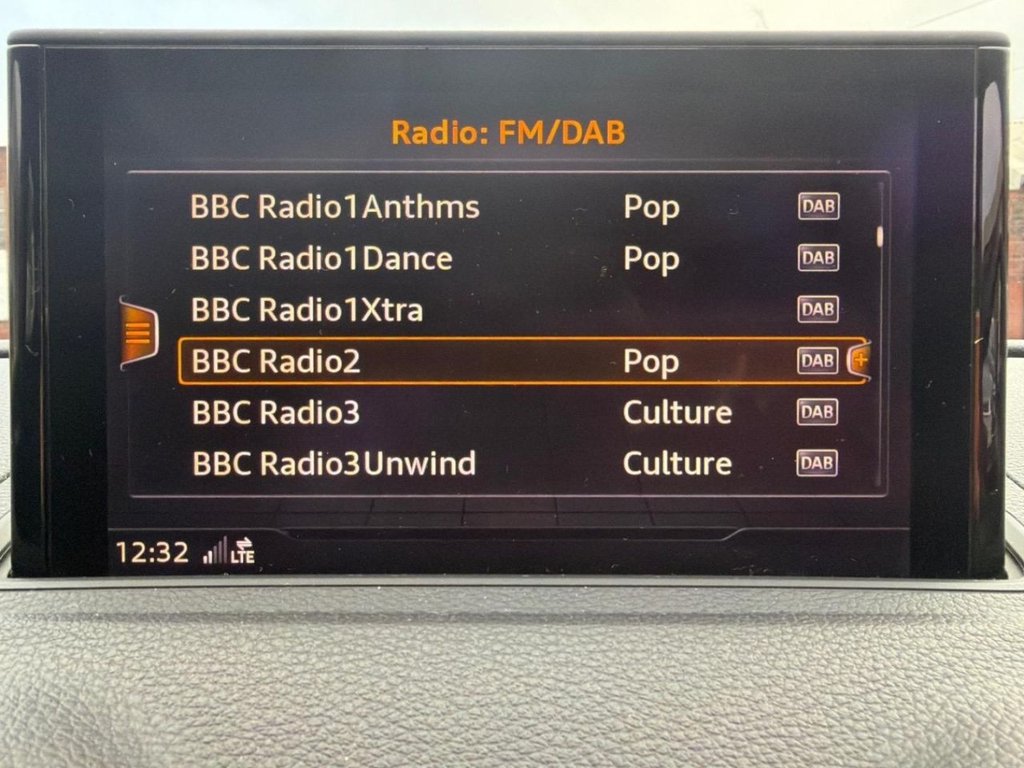 Radio: FM/DAB
BBC Radio1Anthms Pop DAB
BBC Radio1Dance Pop DAB
BBC Radio1Xtra DAB
BBC Radio2 Pop DAB
BBC Radio3 Culture DAB
BBC Radio3Unwind Culture DAB
12:32 LTE